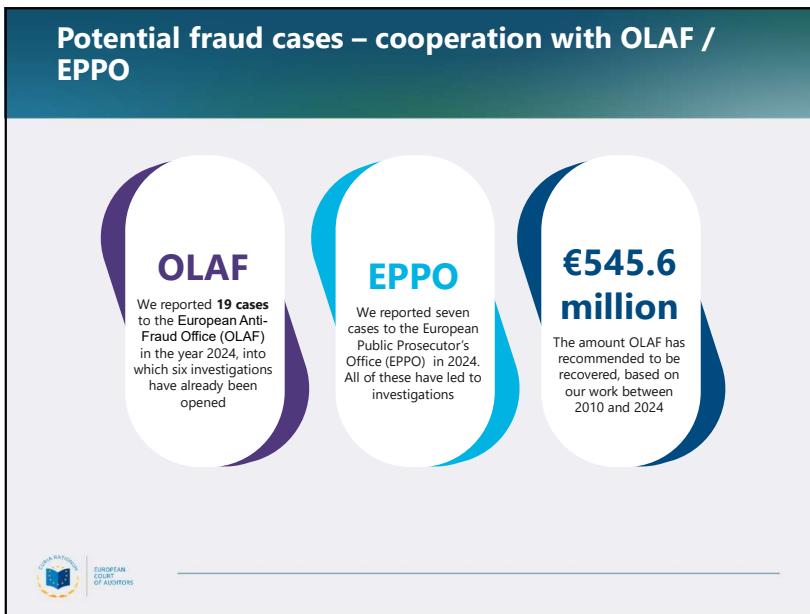 Potential fraud cases – cooperation with OLAF /
EPPO
OLAF
We reported 19 cases
to the European Anti-
Fraud Office (OLAF)
in the year 2024, into
which six investigations
have already been
opened
EPPO
We reported seven
cases to the European
Public Prosecutor's
Office (EPPO) in 2024.
All of these have led to
investigations
€545.6
million
The amount OLAF has
recommended to be
recovered, based on
our work between
2010 and 2024
CURIA RATIONUM
EUROPEAN
COURT
OF AUDITORS